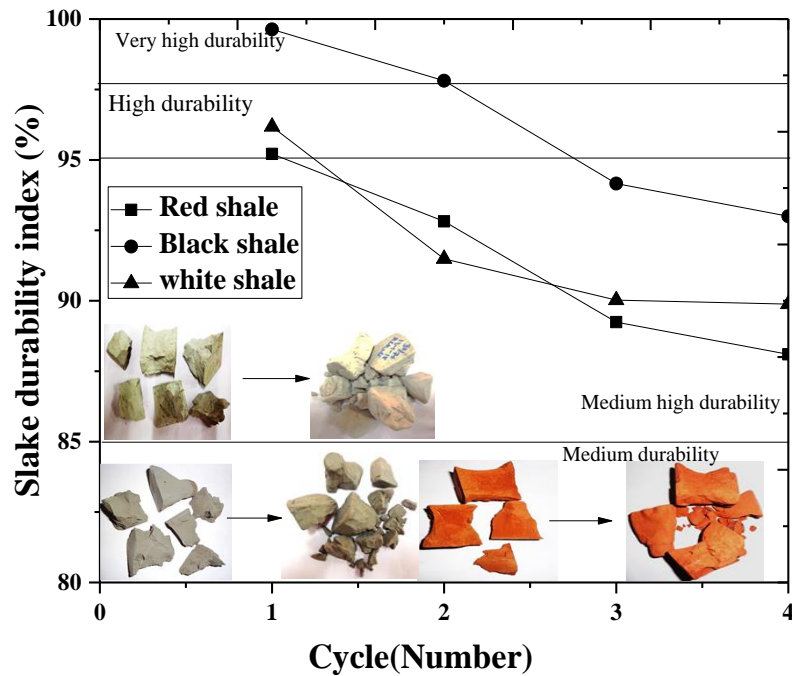 100
Very high durability
High durability
95
Red shale
Black shale
white shale
90
Medium high durability
85
Medium durability
80
0
1
2
3
4
Slake durability index (%)
Cycle(Number)